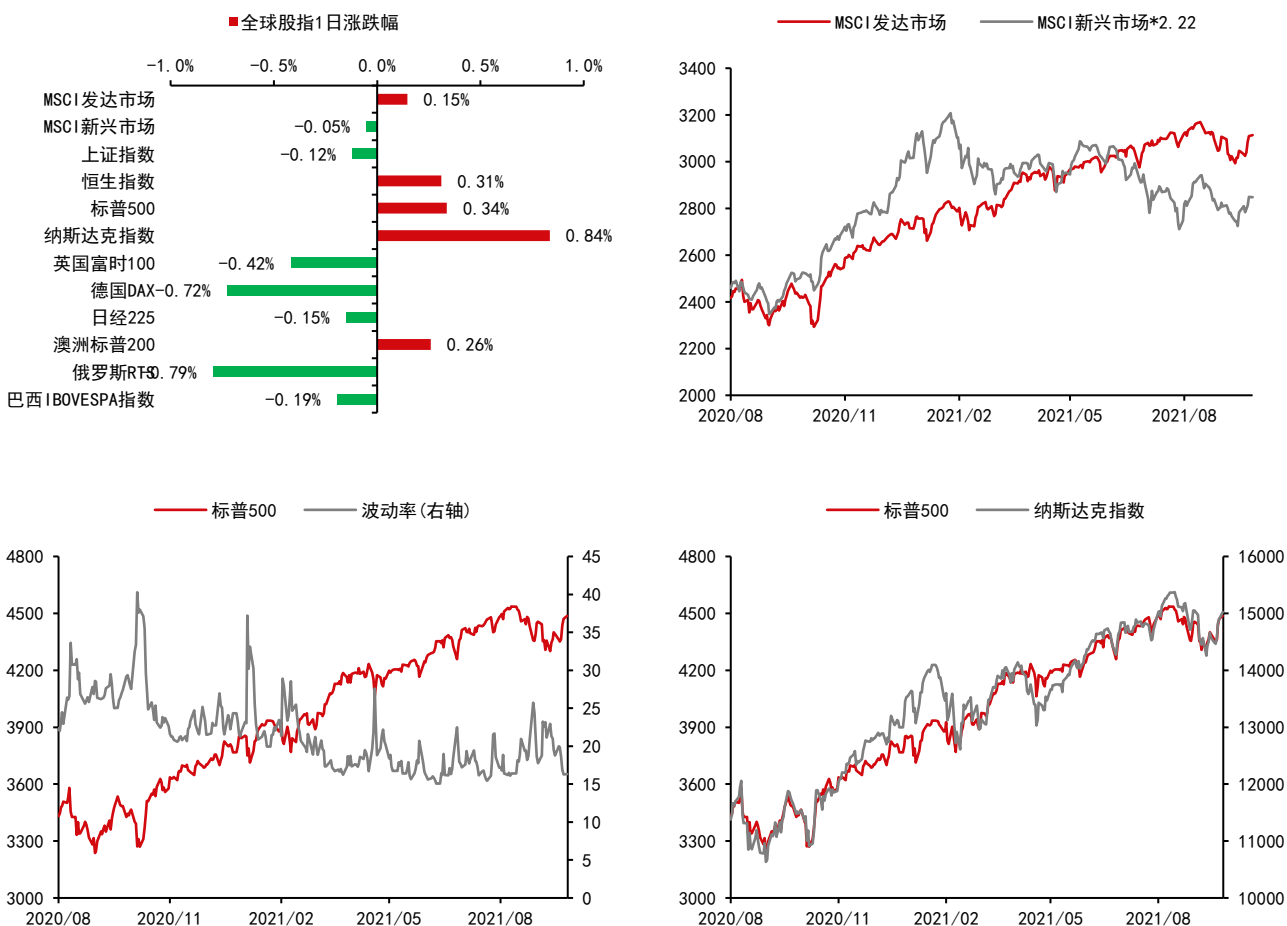 全球股指1日涨跌幅
-1.0% -0.5% 0.0% 0.5% 1.0%
MSCI发达市场 0.15%
MSCI新兴市场 -0.05%
上证指数 -0.12%
恒生指数 0.31%
标普500 0.34%
纳斯达克指数 0.84%
英国富时100 -0.42%
德国DAX -0.72%
日经225 -0.15%
澳洲标普200 0.26%
俄罗斯RTS -0.79%
巴西IBOVESPA指数 -0.19%
MSCI发达市场 MSCI新兴市场*2.22
3400
3200
3000
2800
2600
2400
2200
2000
2020/08 2020/11 2021/02 2021/05 2021/08
标普500 波动率(右轴)
4800 45
4500 40
4200 35
3900 30
3600 25
3300 20
3000 15
10
5
0
2020/08 2020/11 2021/02 2021/05 2021/08
标普500 纳斯达克指数
4800 16000
4500 15000
4200 14000
3900 13000
3600 12000
3300 11000
3000 10000
2020/08 2020/11 2021/02 2021/05 2021/08